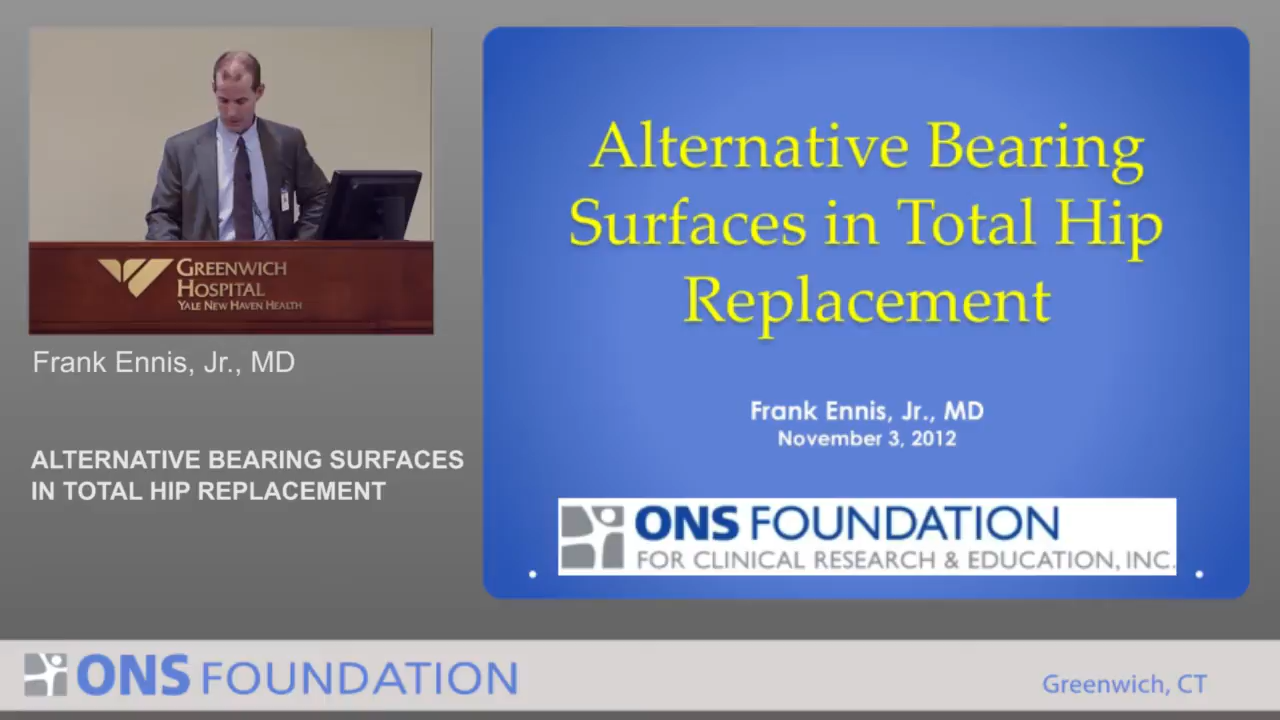 GREENWICH
HOSPITAL
YALE NEW HAVEN HEALTH
Frank Ennis, Jr., MD
ALTERNATIVE BEARING SURFACES
IN TOTAL HIP REPLACEMENT
Alternative Bearing
Surfaces in Total Hip
Replacement
Frank Ennis, Jr., MD
November 3, 2012
ONS FOUNDATION
FOR CLINICAL RESEARCH & EDUCATION, INC.
ONS FOUNDATION
Greenwich, CT